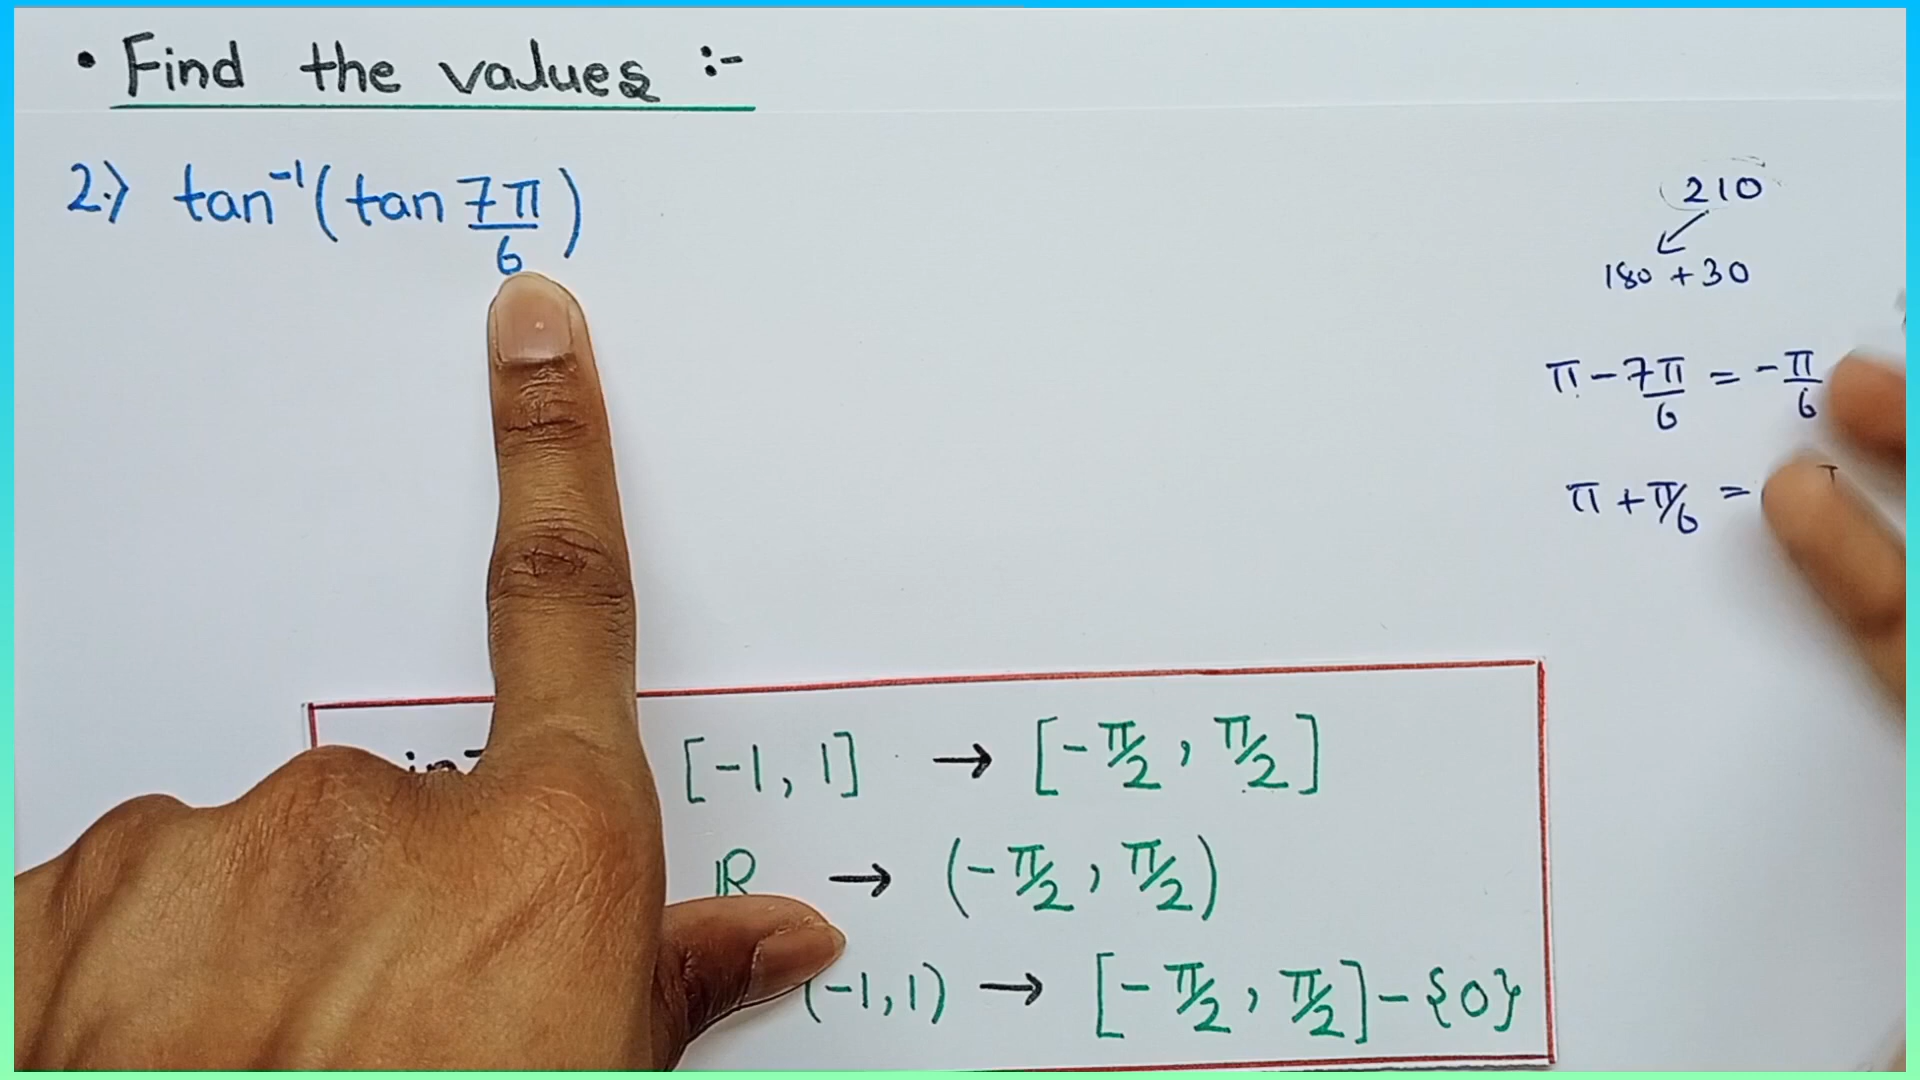 • Find the values :-
2.) tan⁻¹(tan 7π/6)
210
180 + 30
π - 7π/6 = -π/6
π + π/6 =
[-1, 1] → [-π/2, π/2]
ℝ → (-π/2, π/2)
(-1, 1) → [-π/2, π/2] - {0}